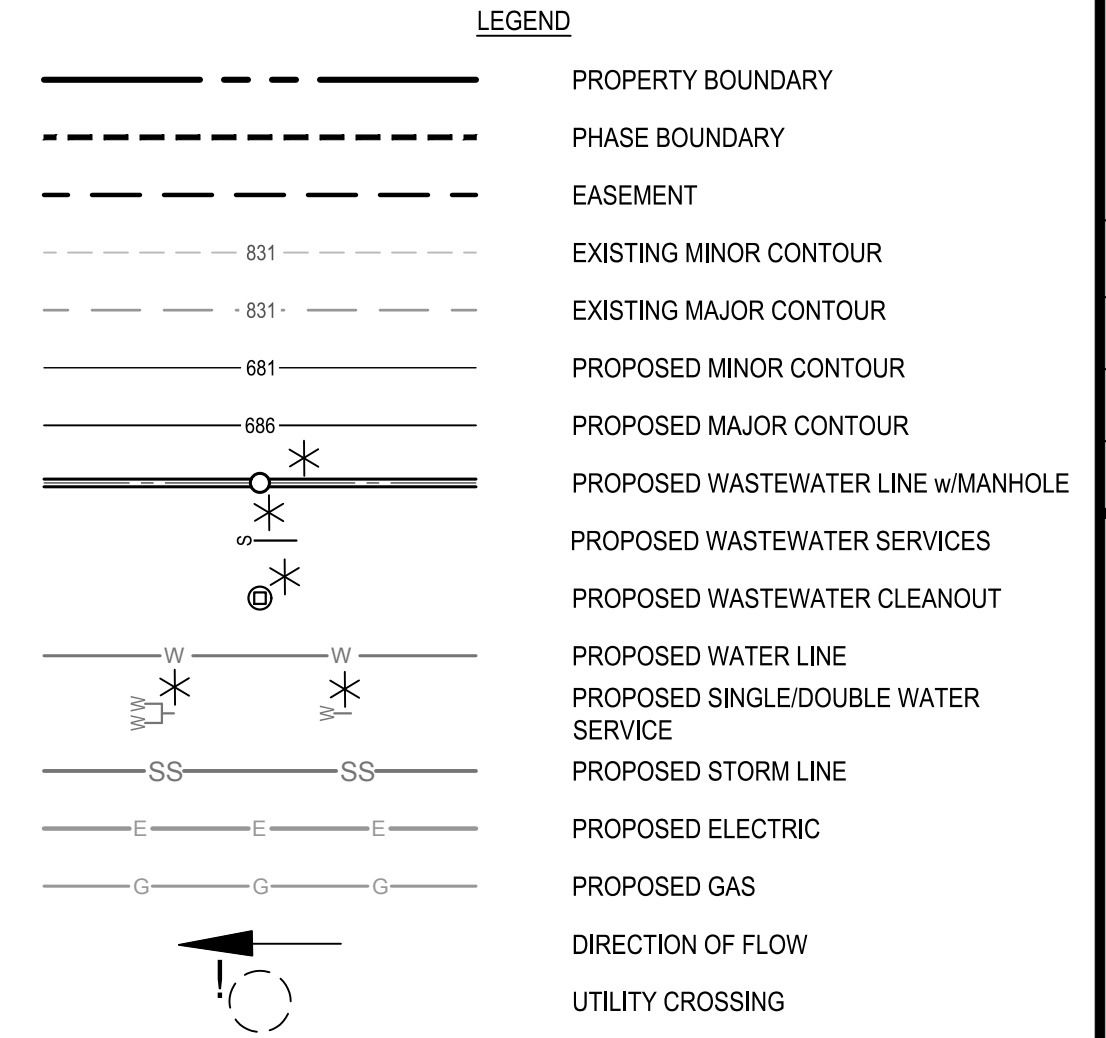 LEGEND
PROPERTY BOUNDARY
PHASE BOUNDARY
EASEMENT
831 EXISTING MINOR CONTOUR
831 EXISTING MAJOR CONTOUR
681 PROPOSED MINOR CONTOUR
686 PROPOSED MAJOR CONTOUR
PROPOSED WASTEWATER LINE w/MANHOLE
S PROPOSED WASTEWATER SERVICES
PROPOSED WASTEWATER CLEANOUT
W W PROPOSED WATER LINE
W W W PROPOSED SINGLE/DOUBLE WATER
SERVICE
SS SS PROPOSED STORM LINE
E E E PROPOSED ELECTRIC
G G G PROPOSED GAS
DIRECTION OF FLOW
! UTILITY CROSSING